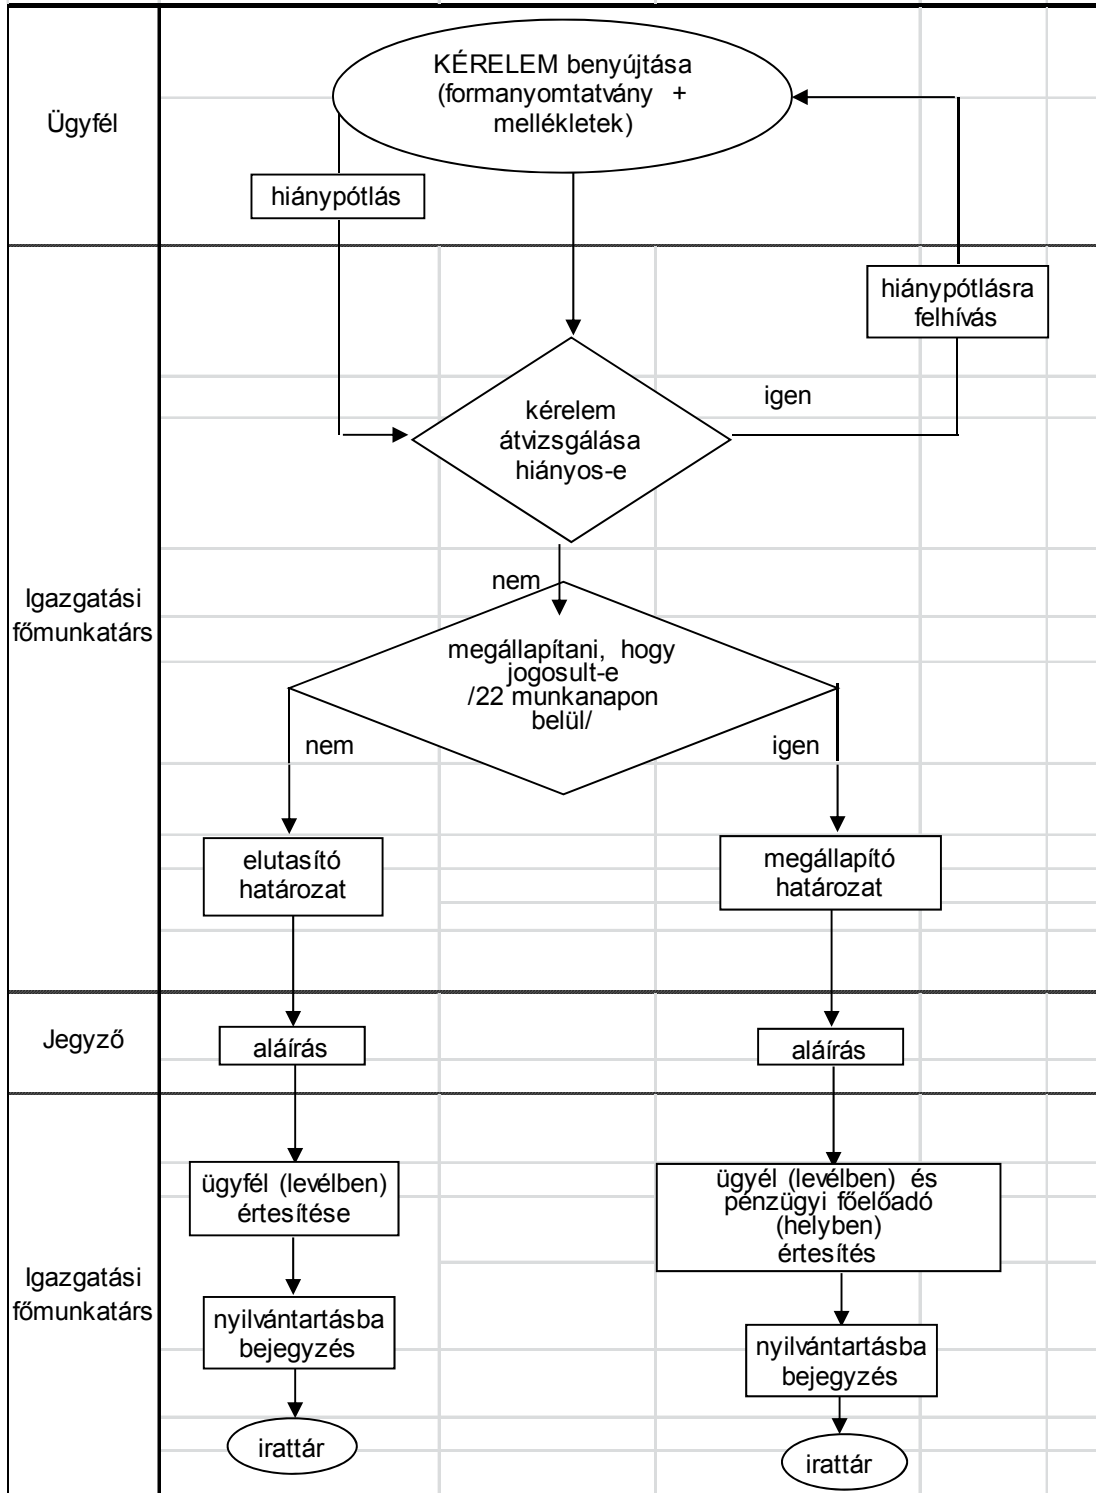 Ügyfél
KÉRELEM benyújtása
(formanyomtatvány +
mellékletek)
hiánypótlás
hiánypótlásra
felhívás
igen
kérelem
átvizsgálása
hiányos-e
nem
Igazgatási
főmunkatárs
megállapítani, hogy
jogosult-e
/22 munkanapon
belül/
nem
igen
elutasító
határozat
megállapító
határozat
Jegyző
aláírás
aláírás
Igazgatási
főmunkatárs
ügyfél (levélben)
értesítése
ügyél (levélben) és
pénzügyi főelőadó
(helyben)
értesítés
nyilvántartásba
bejegyzés
nyilvántartásba
bejegyzés
irattár
irattár